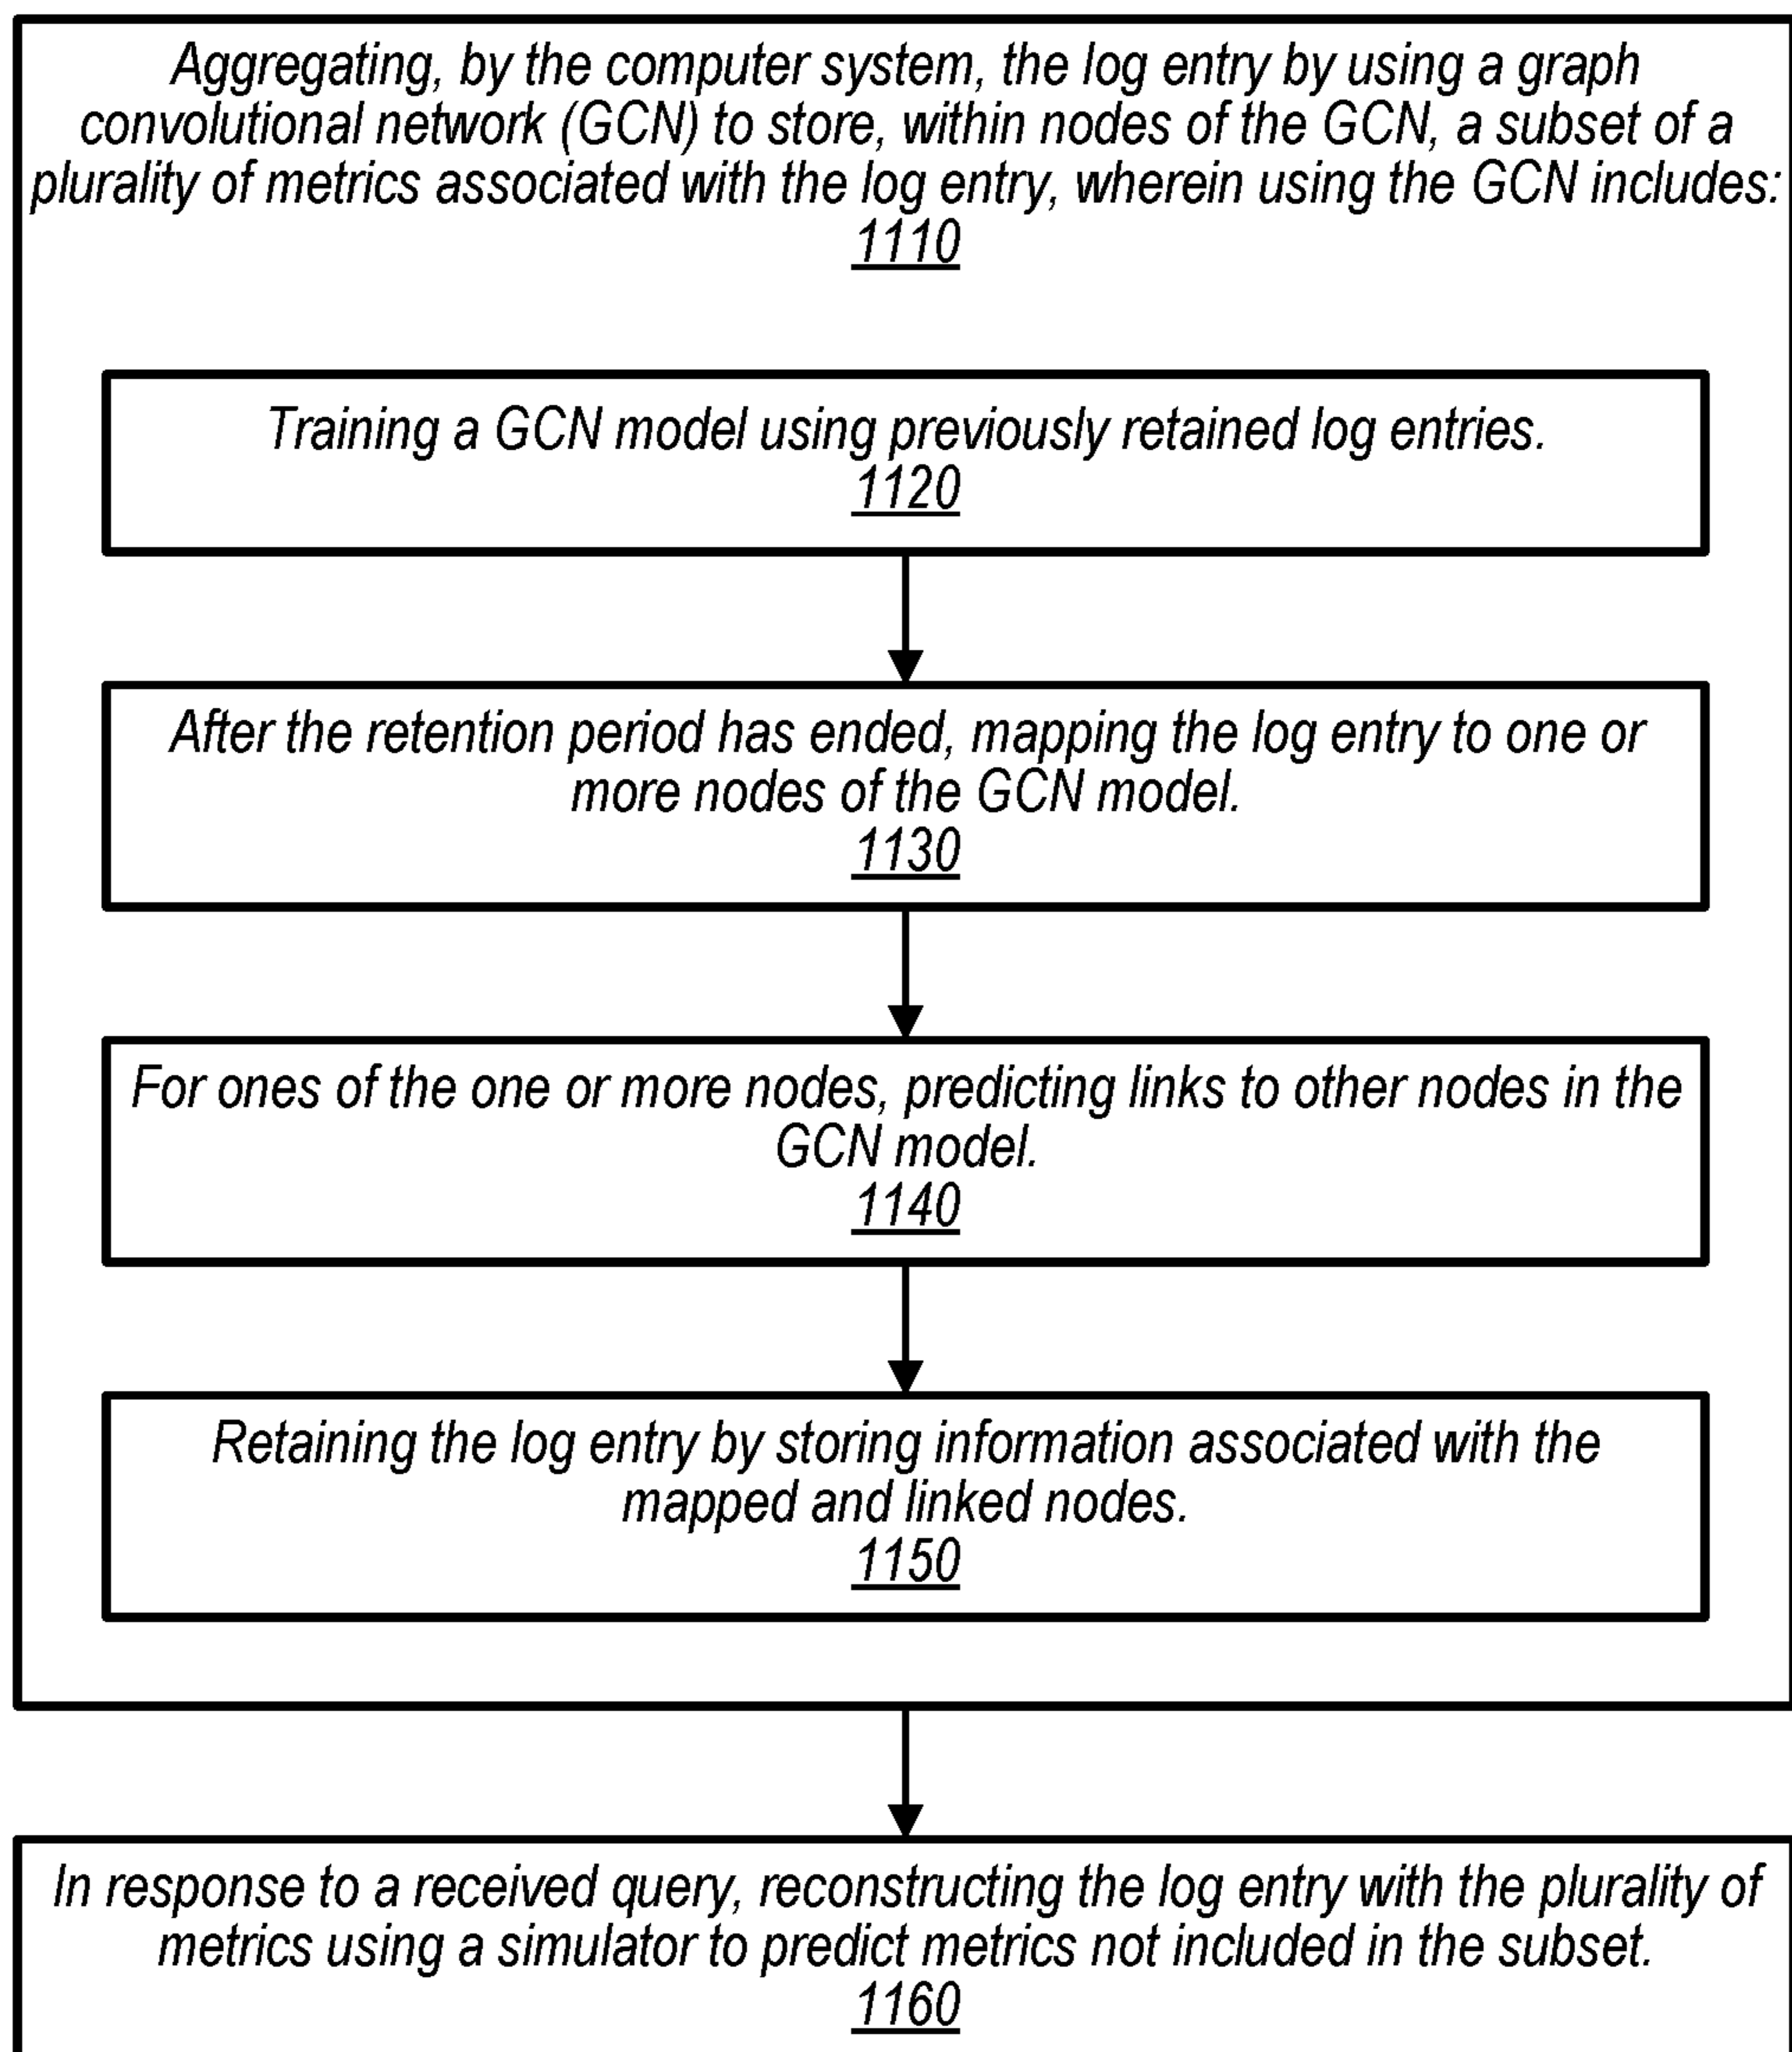 Aggregating, by the computer system, the log entry by using a graph
convolutional network (GCN) to store, within nodes of the GCN, a subset of a
plurality of metrics associated with the log entry, wherein using the GCN includes:
1110
Training a GCN model using previously retained log entries.
1120
After the retention period has ended, mapping the log entry to one or
more nodes of the GCN model.
1130
For ones of the one or more nodes, predicting links to other nodes in the
GCN model.
1140
Retaining the log entry by storing information associated with the
mapped and linked nodes.
1150
In response to a received query, reconstructing the log entry with the plurality of
metrics using a simulator to predict metrics not included in the subset.
1160